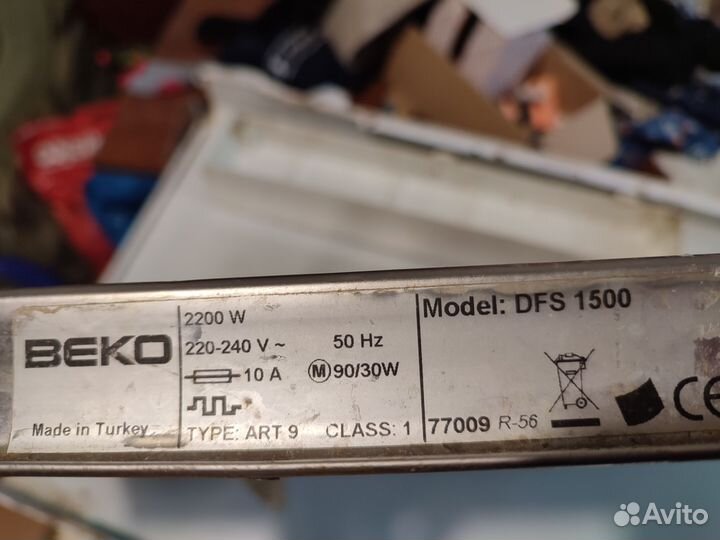 BEKO
Made in Turkey
2200 W
220-240 V ~ 50 Hz
10 A M 90/30W
TYPE: ART 9 CLASS: 1
Model: DFS 1500
77009 R-56
CE
Avito